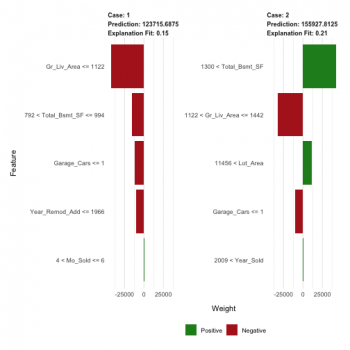 Case: 1
Prediction: 123715.6875
Explanation Fit: 0.15
Case: 2
Prediction: 155927.8125
Explanation Fit: 0.21
Feature
Gr_Liv_Area <= 1122
792 < Total_Bsmt_SF <= 994
Garage_Cars <= 1
Year_Remod_Add <= 1966
4 < Mo_Sold <= 6
1300 < Total_Bsmt_SF
1122 < Gr_Liv_Area <= 1442
11456 < Lot_Area
Garage_Cars <= 1
2009 < Year_Sold
-25000 0 25000
-25000 0 25000
Weight
Positive Negative